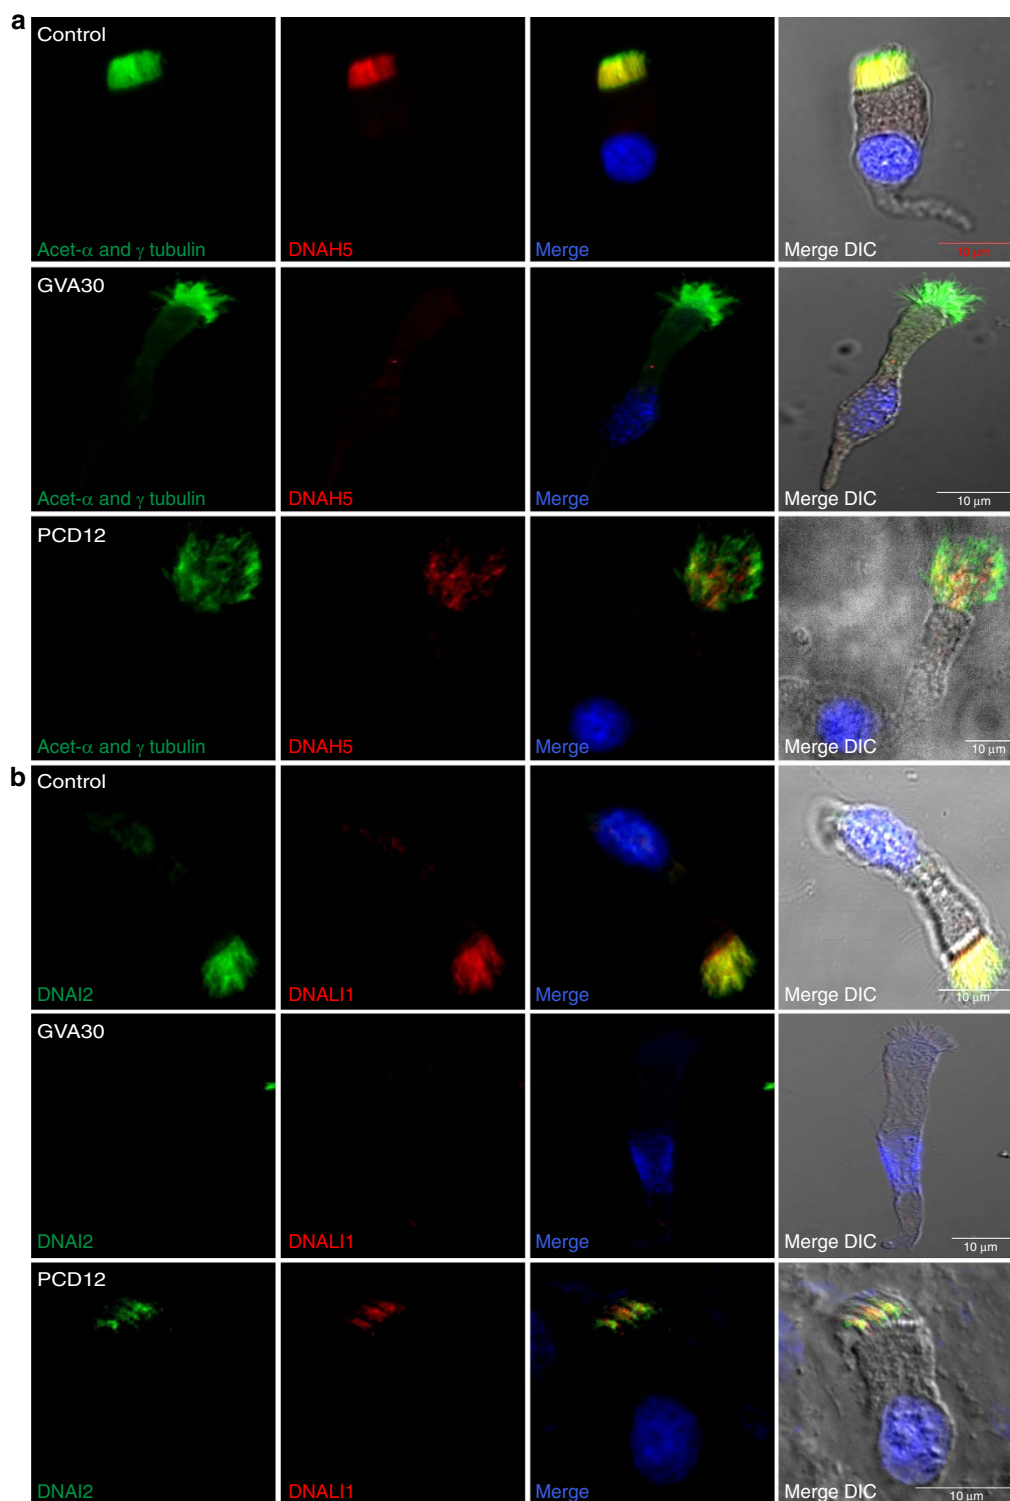 a
Control
Acet-α and γ tubulin
DNAH5
Merge
Merge DIC
10 μm
GVA30
Acet-α and γ tubulin
DNAH5
Merge
Merge DIC
10 μm
PCD12
Acet-α and γ tubulin
DNAH5
Merge
Merge DIC
10 μm
b
Control
DNAI2
DNALI1
Merge
Merge DIC
10 μm
GVA30
DNAI2
DNALI1
Merge
Merge DIC
10 μm
PCD12
DNAI2
DNALI1
Merge
Merge DIC
10 μm